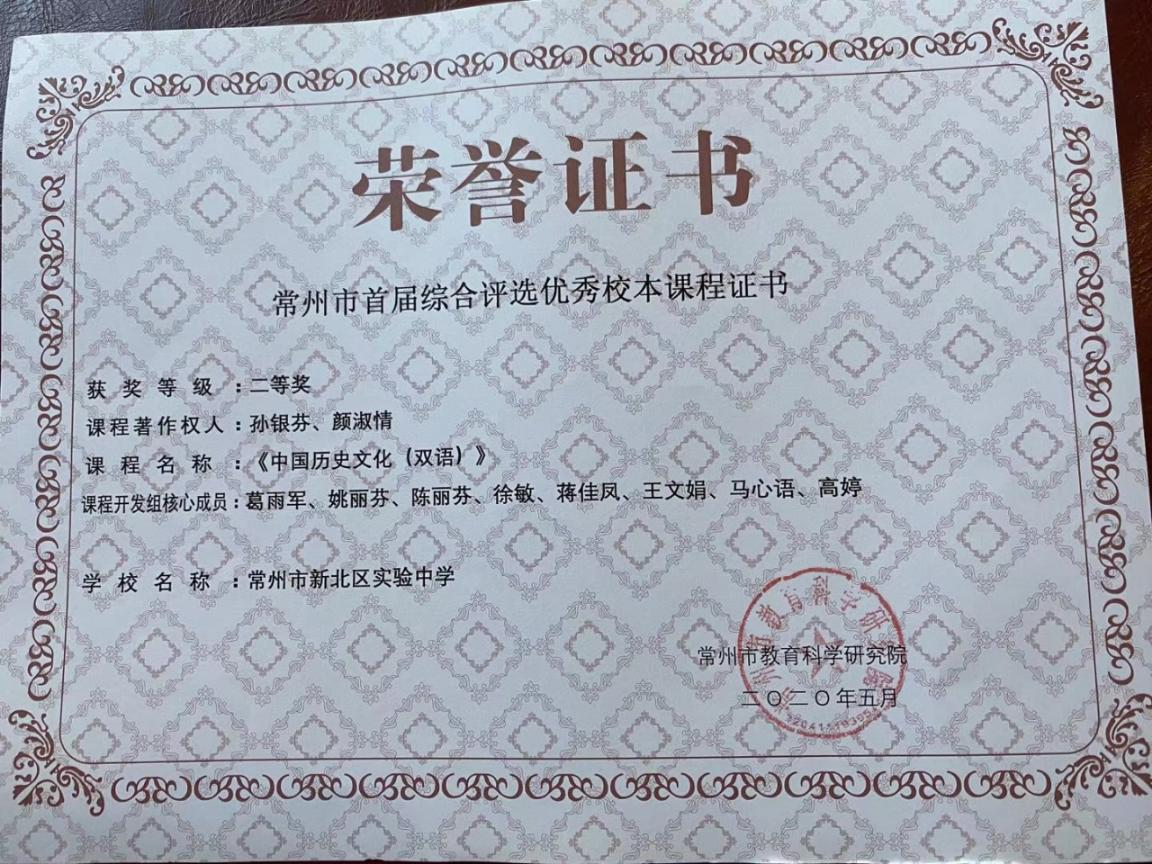 荣誉证书
常州市首届综合评选优秀校本课程证书
获奖等级：二等奖
课程著作权人：孙银芬、颜淑情
课程名称：《中国历史文化（双语）》
课程开发组核心成员：葛雨军、姚丽芬、陈丽芬、徐敏、蒋佳凤、王文娟、马心语、高婷
学校名称：常州市新北区实验中学
常州市教育科学研究院
二〇二〇年五月